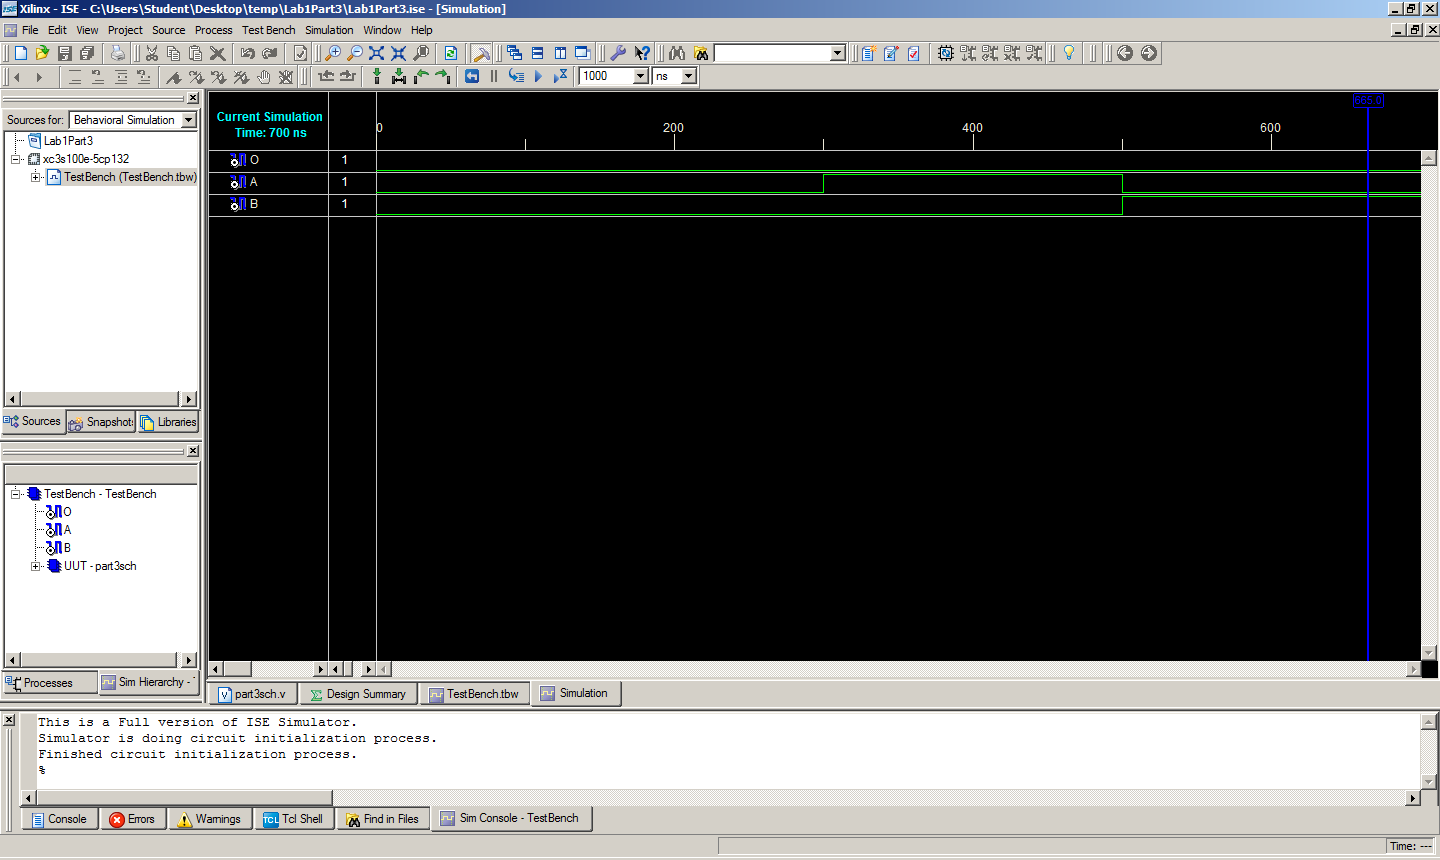 Xilinx - ISE - C:\Users\Student\Desktop\temp\Lab1Part3\Lab1Part3.ise - [Simulation]
File Edit View Project Source Process Test Bench Simulation Window Help
1000 ns
Sources for: Behavioral Simulation
Lab1Part3
xc3s100e-5cp132
TestBench (TestBench.tbw)
Sources Snapshots Libraries
TestBench - TestBench
O
A
B
UUT - part3sch
Processes Sim Hierarchy -
Current Simulation
Time: 700 ns
665.0
0 200 400 600
O 1
A 1
B 1
part3sch.v Design Summary TestBench.tbw Simulation
This is a Full version of ISE Simulator.
Simulator is doing circuit initialization process.
Finished circuit initialization process.
%
Console Errors Warnings TCL Tcl Shell Find in Files Sim Console - TestBench
Time: ---